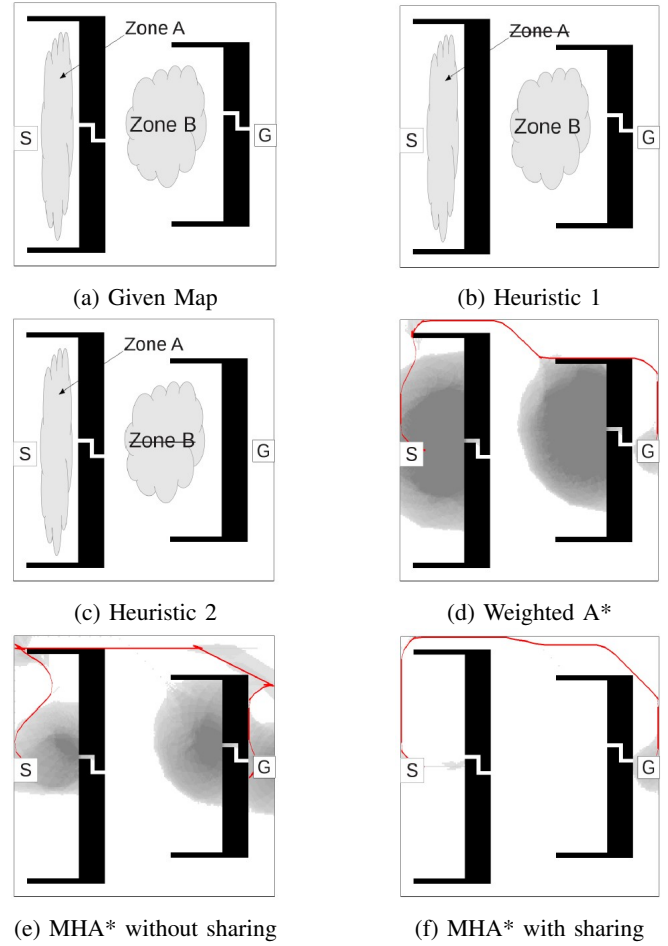 Zone A
Zone B
S
G
(a) Given Map
Zone A
Zone B
S
G
(b) Heuristic 1
Zone A
Zone B
S
G
(c) Heuristic 2
S
G
(d) Weighted A*
S
G
(e) MHA* without sharing
S
G
(f) MHA* with sharing